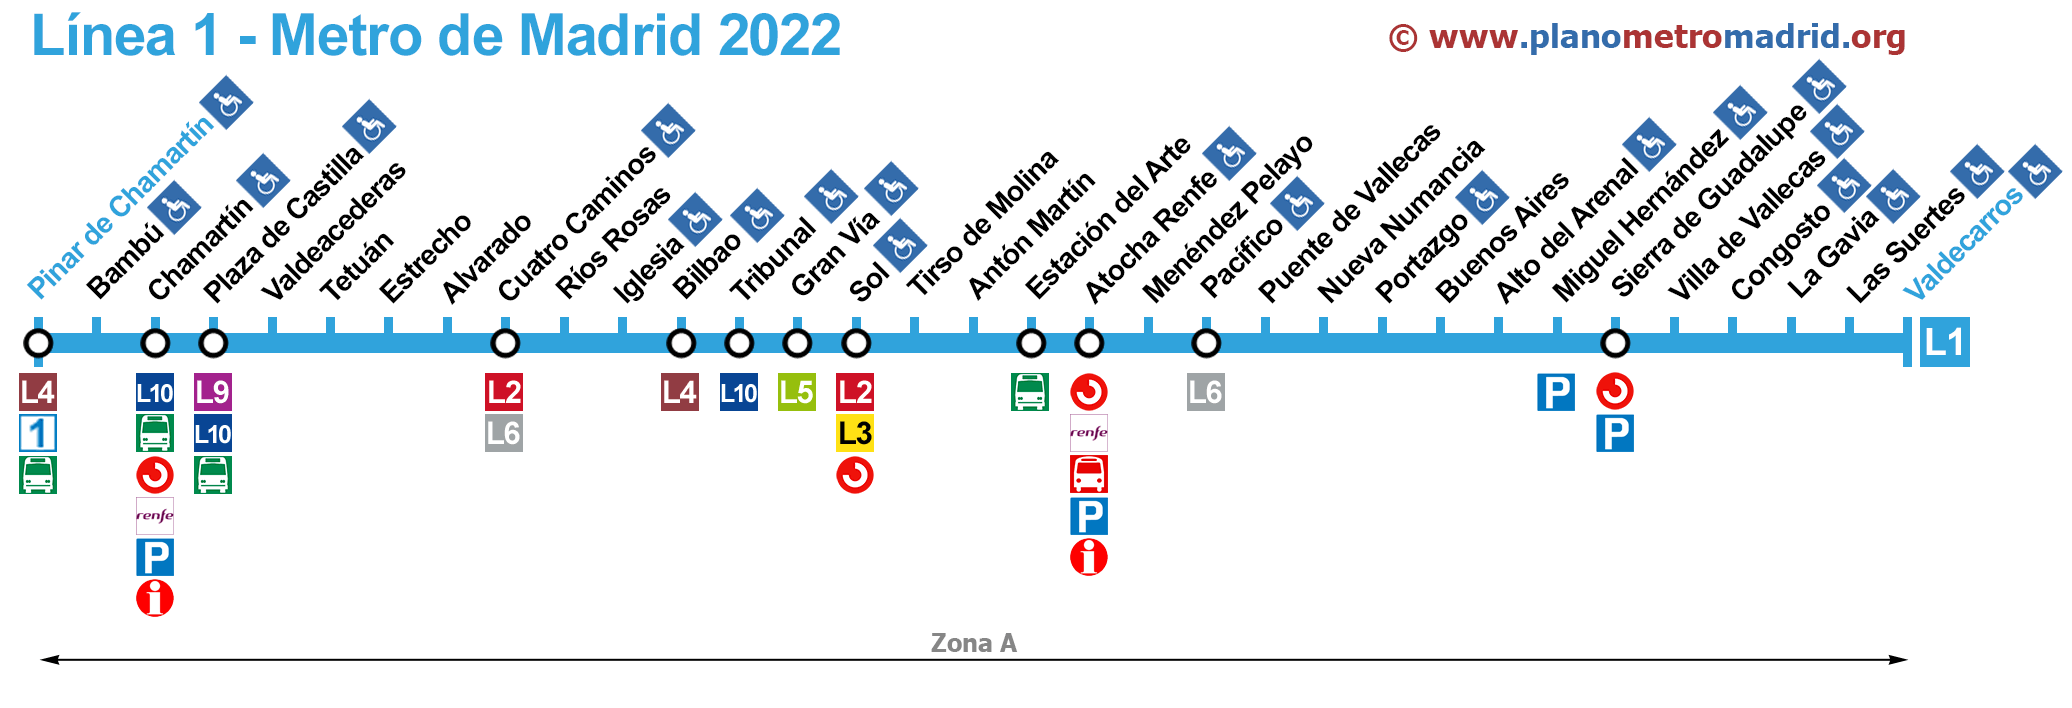 Línea 1 - Metro de Madrid 2022
© www.planometromadrid.org
Pinar de Chamartín
Bambú
Chamartín
Plaza de Castilla
Valdeacederas
Tetuán
Estrecho
Alvarado
Cuatro Caminos
Ríos Rosas
Iglesia
Bilbao
Tribunal
Gran Vía
Sol
Tirso de Molina
Antón Martín
Estación del Arte
Atocha Renfe
Menéndez Pelayo
Pacífico
Puente de Vallecas
Nueva Numancia
Portazgo
Buenos Aires
Alto del Arenal
Miguel Hernández
Sierra de Guadalupe
Villa de Vallecas
Congosto
La Gavia
Las Suertes
Valdecarros
L1
L4
1
L10
renfe
P
i
L9
L10
L2
L6
L4
L10
L5
L2
L3
renfe
P
i
L6
P
P
Zona A